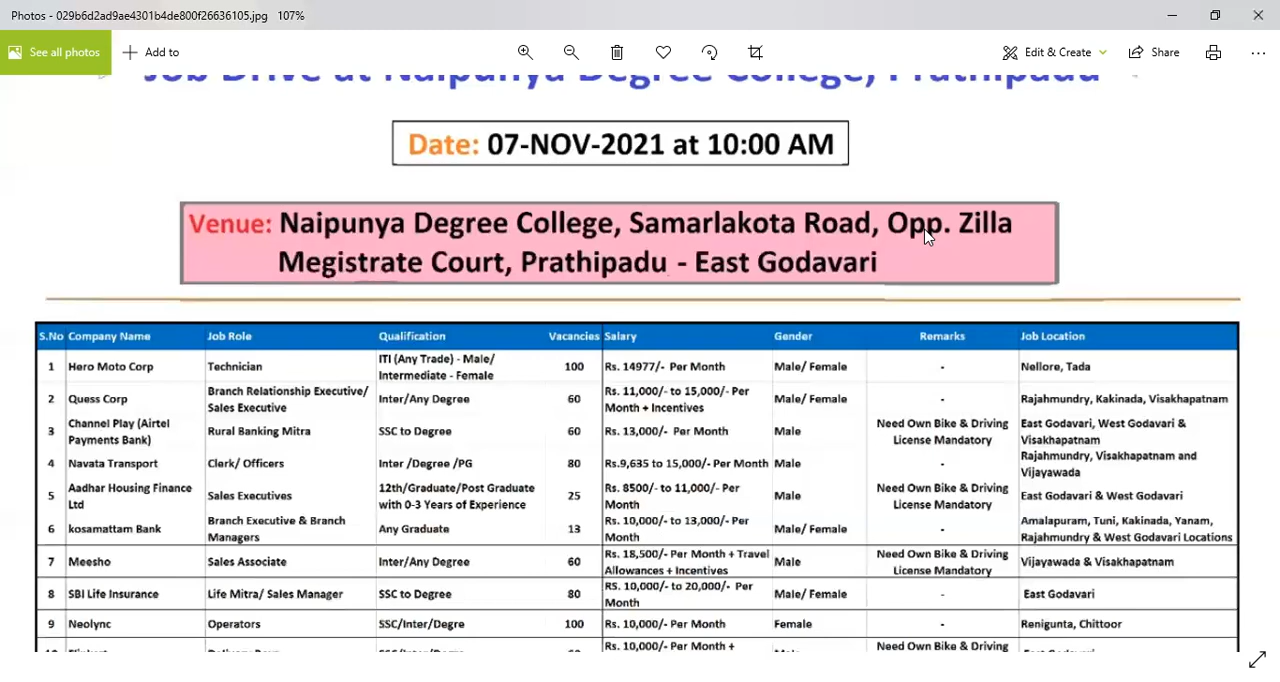 Photos - 029b6d2ad9ae4301b4de800f26636105.jpg 107%
See all photos Add to Edit & Create Share
Job Drive at Naipunya Degree College, Prathipadu
Date: 07-NOV-2021 at 10:00 AM
Venue: Naipunya Degree College, Samarlakota Road, Opp. Zilla
Megistrate Court, Prathipadu - East Godavari
S.No Company Name Job Role Qualification Vacancies Salary Gender Remarks Job Location
1 Hero Moto Corp Technician ITI (Any Trade) - Male/ Intermediate - Female 100 Rs. 14977/- Per Month Male/ Female - Nellore, Tada
2 Quess Corp Branch Relationship Executive/ Sales Executive Inter/Any Degree 60 Rs. 11,000/- to 15,000/- Per Month + Incentives Male/ Female - Rajahmundry, Kakinada, Visakhapatnam
3 Channel Play (Airtel Payments Bank) Rural Banking Mitra SSC to Degree 60 Rs. 13,000/- Per Month Male Need Own Bike & Driving License Mandatory East Godavari, West Godavari & Visakhapatnam
4 Navata Transport Clerk/ Officers Inter /Degree /PG 80 Rs.9,635 to 15,000/- Per Month Male - Rajahmundry, Visakhapatnam and Vijayawada
5 Aadhar Housing Finance Ltd Sales Executives 12th/Graduate/Post Graduate with 0-3 Years of Experience 25 Rs. 8500/- to 11,000/- Per Month Male Need Own Bike & Driving License Mandatory East Godavari & West Godavari
6 kosamattam Bank Branch Executive & Branch Managers Any Graduate 13 Rs. 10,000/- to 13,000/- Per Month Male/ Female - Amalapuram, Tuni, Kakinada, Yanam, Rajahmundry & West Godavari Locations
7 Meesho Sales Associate Inter/Any Degree 60 Rs. 18,500/- Per Month + Travel Allowances + Incentives Male Need Own Bike & Driving License Mandatory Vijayawada & Visakhapatnam
8 SBI Life Insurance Life Mitra/ Sales Manager SSC to Degree 80 RS. 10,000/- to 20,000/- Per Month Male/ Female - East Godavari
9 Neolync Operators SSC/Inter/Degre 100 Rs. 10,000/- Per Month Female - Renigunta, Chittoor
Rs. 10,000/- Per Month + Need Own Bike & Driving